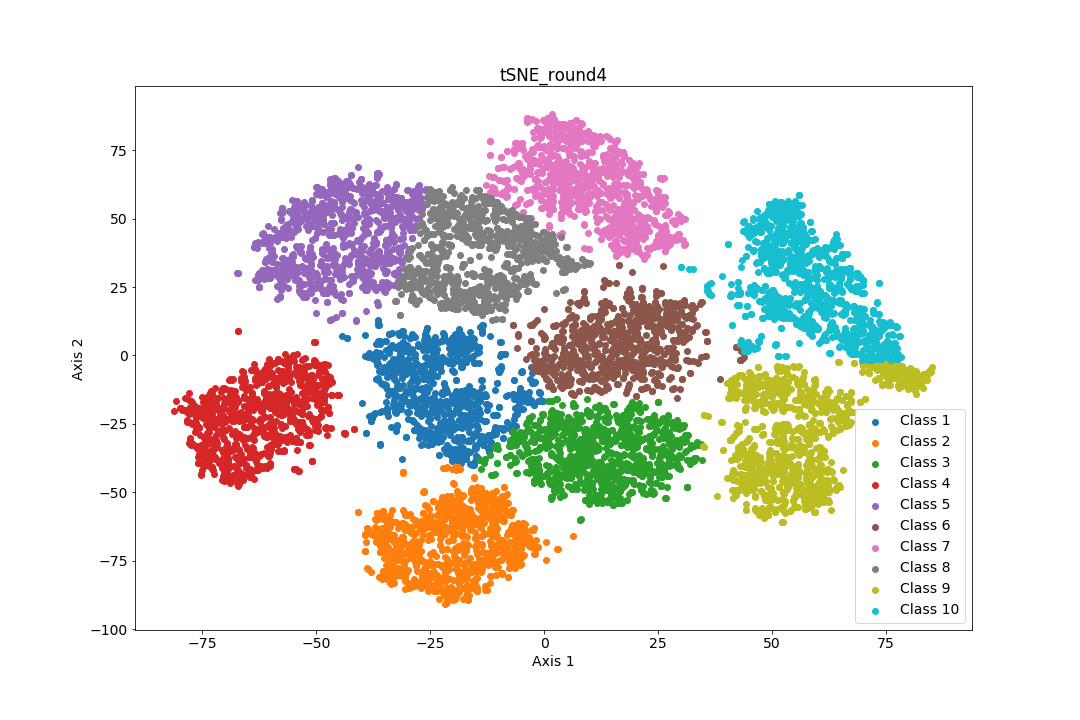 tSNE_round4
75
50
25
0
−25
−50
−75
−100
Axis 2
−75
−50
−25
0
25
50
75
Axis 1
Class 1
Class 2
Class 3
Class 4
Class 5
Class 6
Class 7
Class 8
Class 9
Class 10